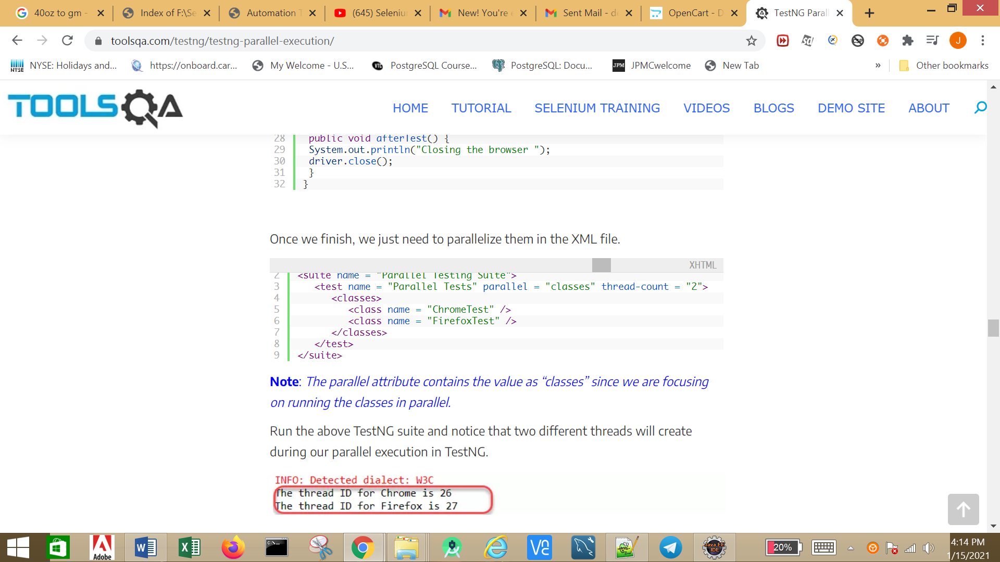 40oz to gm -
Index of F:\Se
Automation T
(645) Seleniu
New! You're e
Sent Mail - de
OpenCart - D
TestNG Parall
toolsqa.com/testng/testng-parallel-execution/
J
NYSE: Holidays and...
https://onboard.car...
My Welcome - U.S...
PostgreSQL Course...
PostgreSQL: Docu...
JPMCwelcome
New Tab
»
Other bookmarks
TOOLSQA
HOME
TUTORIAL
SELENIUM TRAINING
VIDEOS
BLOGS
DEMO SITE
ABOUT
28 public void afterTest() {
29 System.out.println("Closing the browser ");
30 driver.close();
31 }
32 }
Once we finish, we just need to parallelize them in the XML file.
XHTML
2 <suite name = "Parallel Testing Suite">
3 <test name = "Parallel Tests" parallel = "classes" thread-count = "2">
4 <classes>
5 <class name = "ChromeTest" />
6 <class name = "FirefoxTest" />
7 </classes>
8 </test>
9 </suite>
Note: The parallel attribute contains the value as “classes” since we are focusing
on running the classes in parallel.
Run the above TestNG suite and notice that two different threads will create
during our parallel execution in TestNG.
INFO: Detected dialect: W3C
The thread ID for Chrome is 26
The thread ID for Firefox is 27
Adobe
Java EE
IDE
20%
4:14 PM
1/15/2021